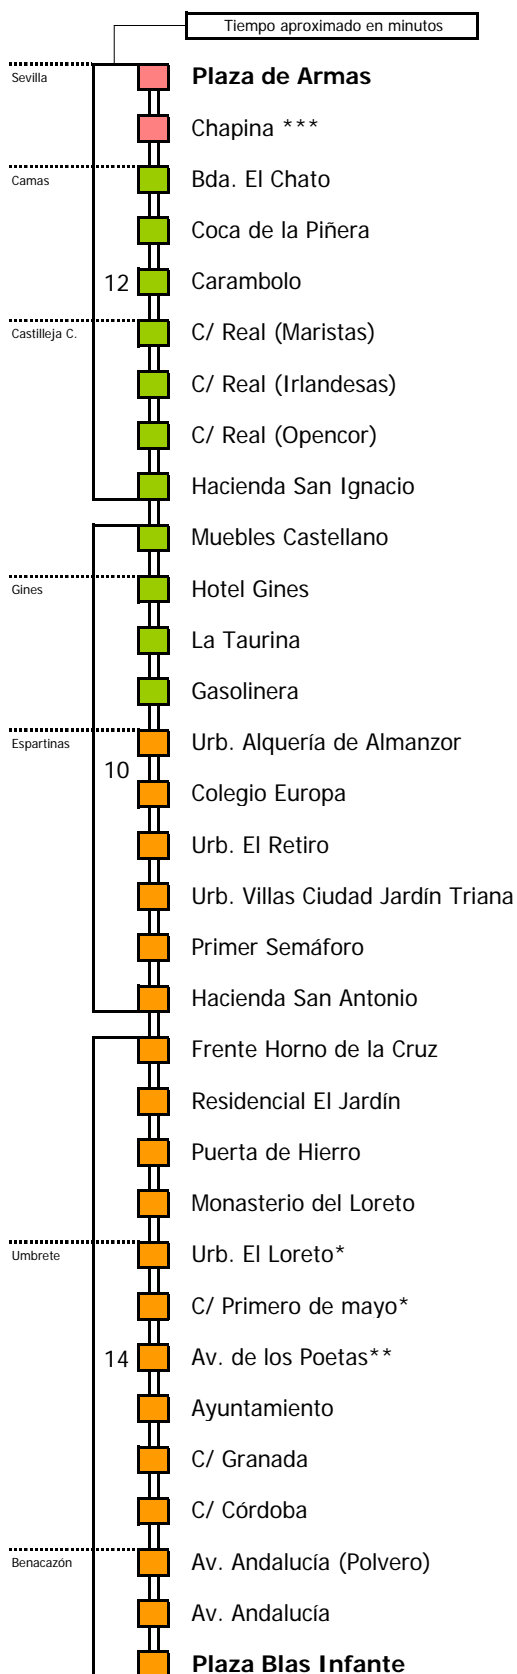 Tiempo aproximado en minutos
Sevilla
Plaza de Armas
Chapina ***
Camas
Bda. El Chato
Coca de la Piñera
12
Carambolo
Castilleja C.
C/ Real (Maristas)
C/ Real (Irlandesas)
C/ Real (Opencor)
Hacienda San Ignacio
Muebles Castellano
Gines
Hotel Gines
La Taurina
Gasolinera
Espartinas
Urb. Alquería de Almanzor
10
Colegio Europa
Urb. El Retiro
Urb. Villas Ciudad Jardín Triana
Primer Semáforo
Hacienda San Antonio
Frente Horno de la Cruz
Residencial El Jardín
Puerta de Hierro
Monasterio del Loreto
Umbrete
Urb. El Loreto*
C/ Primero de mayo*
14
Av. de los Poetas**
Ayuntamiento
C/ Granada
C/ Córdoba
Benacazón
Av. Andalucía (Polvero)
Av. Andalucía
Plaza Blas Infante